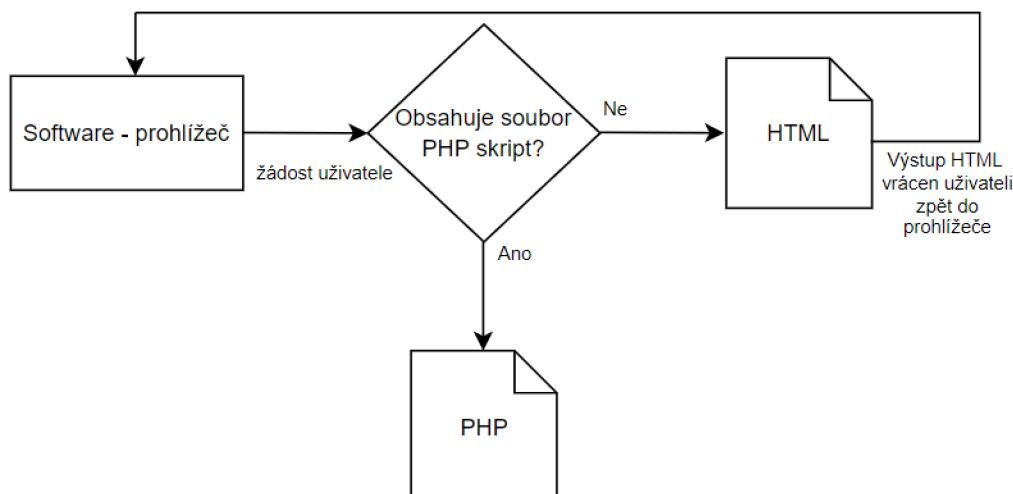 Software - prohlížeč
žádost uživatele
Obsahuje soubor
PHP skript?
Ne
HTML
Výstup HTML
vrácen uživateli
zpět do
prohlížeče
Ano
PHP